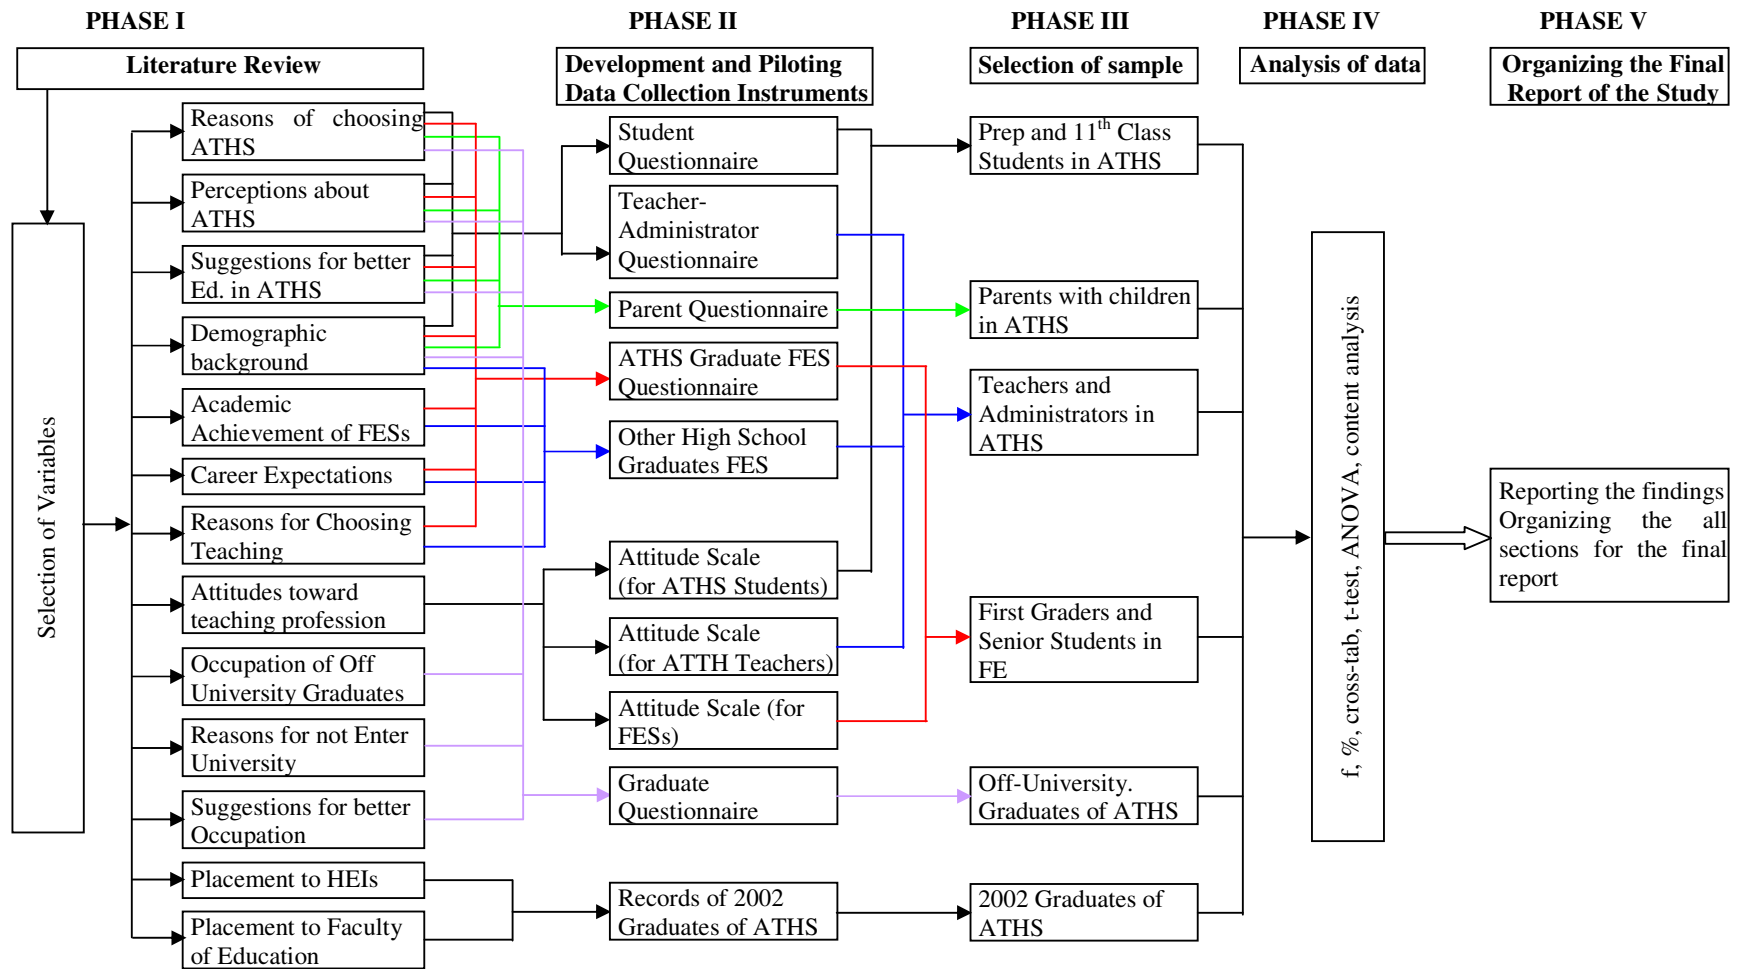 PHASE I
PHASE II
PHASE III
PHASE IV
PHASE V
Literature Review
Development and Piloting
Data Collection Instruments
Selection of sample
Analysis of data
Organizing the Final
Report of the Study
Selection of Variables
Reasons of choosing
ATHS
Perceptions about
ATHS
Suggestions for better
Ed. in ATHS
Demographic
background
Academic
Achievement of FESs
Career Expectations
Reasons for Choosing
Teaching
Attitudes toward
teaching profession
Occupation of Off
University Graduates
Reasons for not Enter
University
Suggestions for better
Occupation
Placement to HEIs
Placement to Faculty
of Education
Student
Questionnaire
Teacher-
Administrator
Questionnaire
Parent Questionnaire
ATHS Graduate FES
Questionnaire
Other High School
Graduates FES
Attitude Scale
(for ATHS Students)
Attitude Scale
(for ATTH Teachers)
Attitude Scale (for
FESs)
Graduate
Questionnaire
Records of 2002
Graduates of ATHS
Prep and 11th Class
Students in ATHS
Parents with children
in ATHS
Teachers and
Administrators in
ATHS
First Graders and
Senior Students in
FE
Off-University.
Graduates of ATHS
2002 Graduates of
ATHS
f, %, cross-tab, t-test, ANOVA, content analysis
Reporting the findings
Organizing the all
sections for the final
report